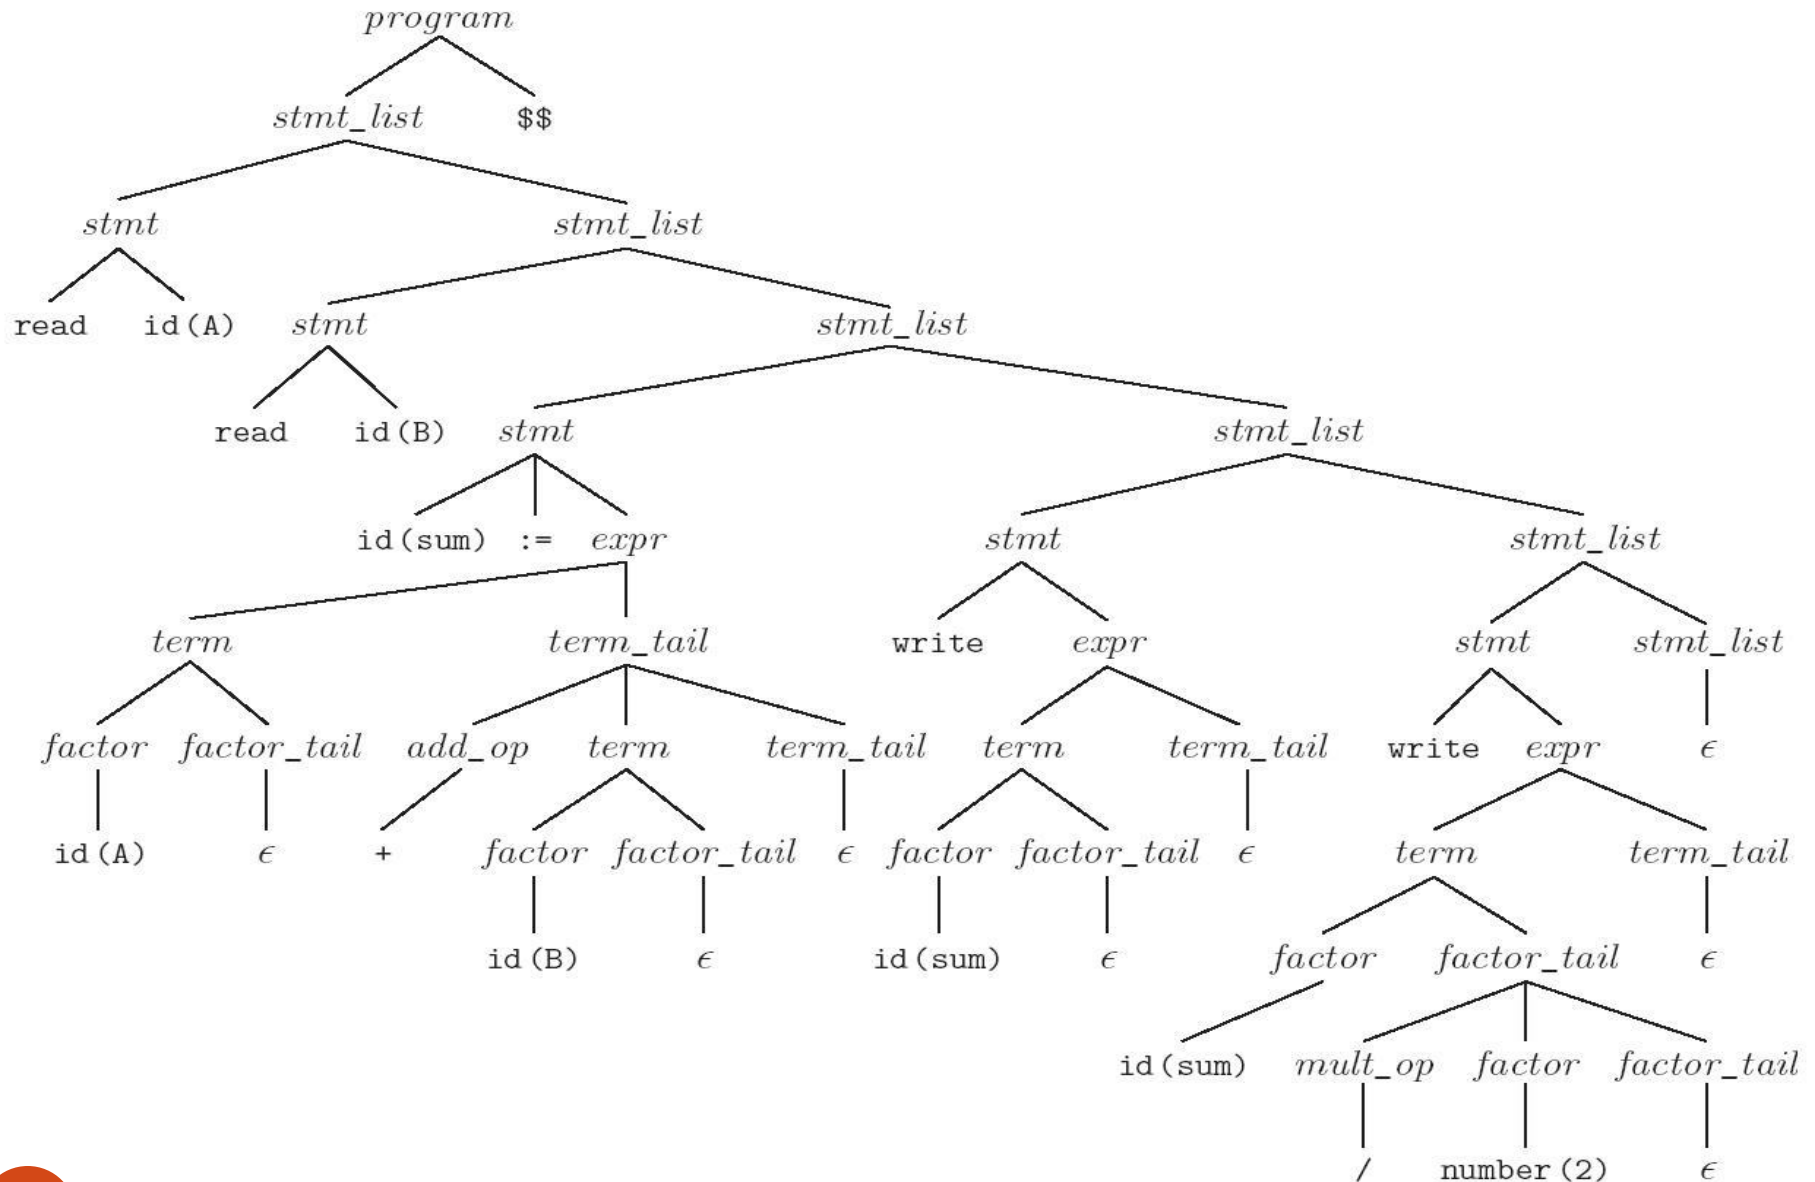 program
stmt_list $$
stmt stmt_list
read id(A) stmt stmt_list
read id(B) stmt stmt_list
id(sum) := expr stmt stmt_list
term term_tail write expr stmt stmt_list
factor factor_tail add_op term term_tail term term_tail write expr ϵ
id(A) ϵ + factor factor_tail ϵ factor factor_tail ϵ term term_tail
id(B) ϵ id(sum) ϵ factor factor_tail ϵ
id(sum) mult_op factor factor_tail
/ number(2) ϵ